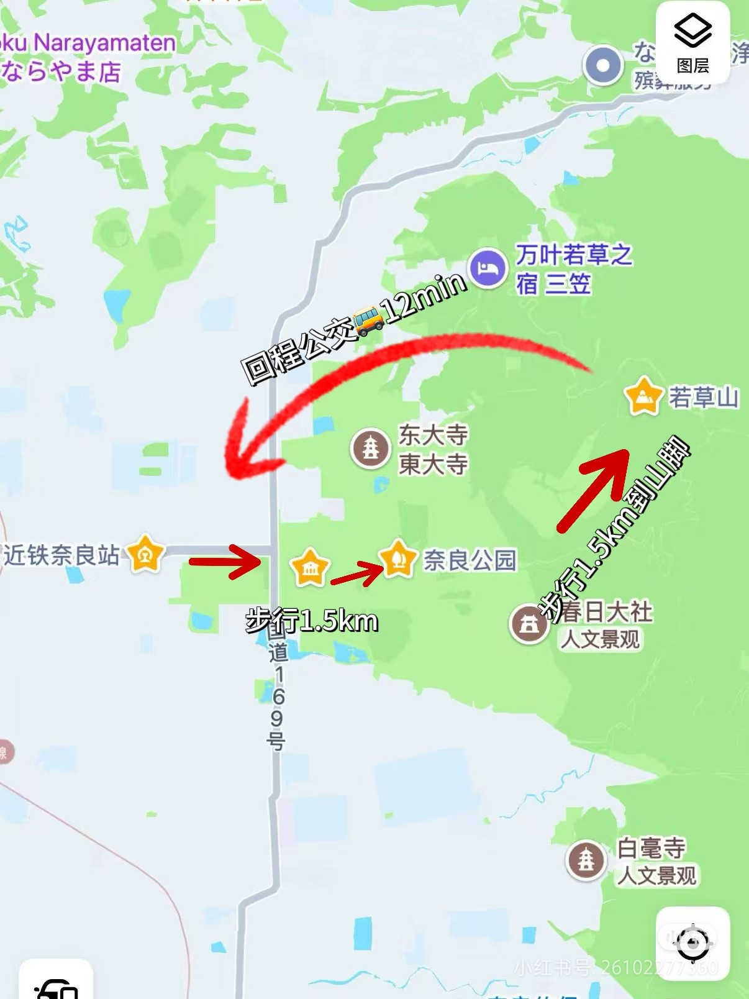 oku Narayamaten
ならやま店
图层
殡葬服务
万叶若草之
宿 三笠
回程公交🚌12min
若草山
东大寺
東大寺
步行1.5km到山脚
近铁奈良站
奈良公园
步行1.5km
春日大社
人文景观
国道169号
白毫寺
人文景观
小红书号: 26102277360